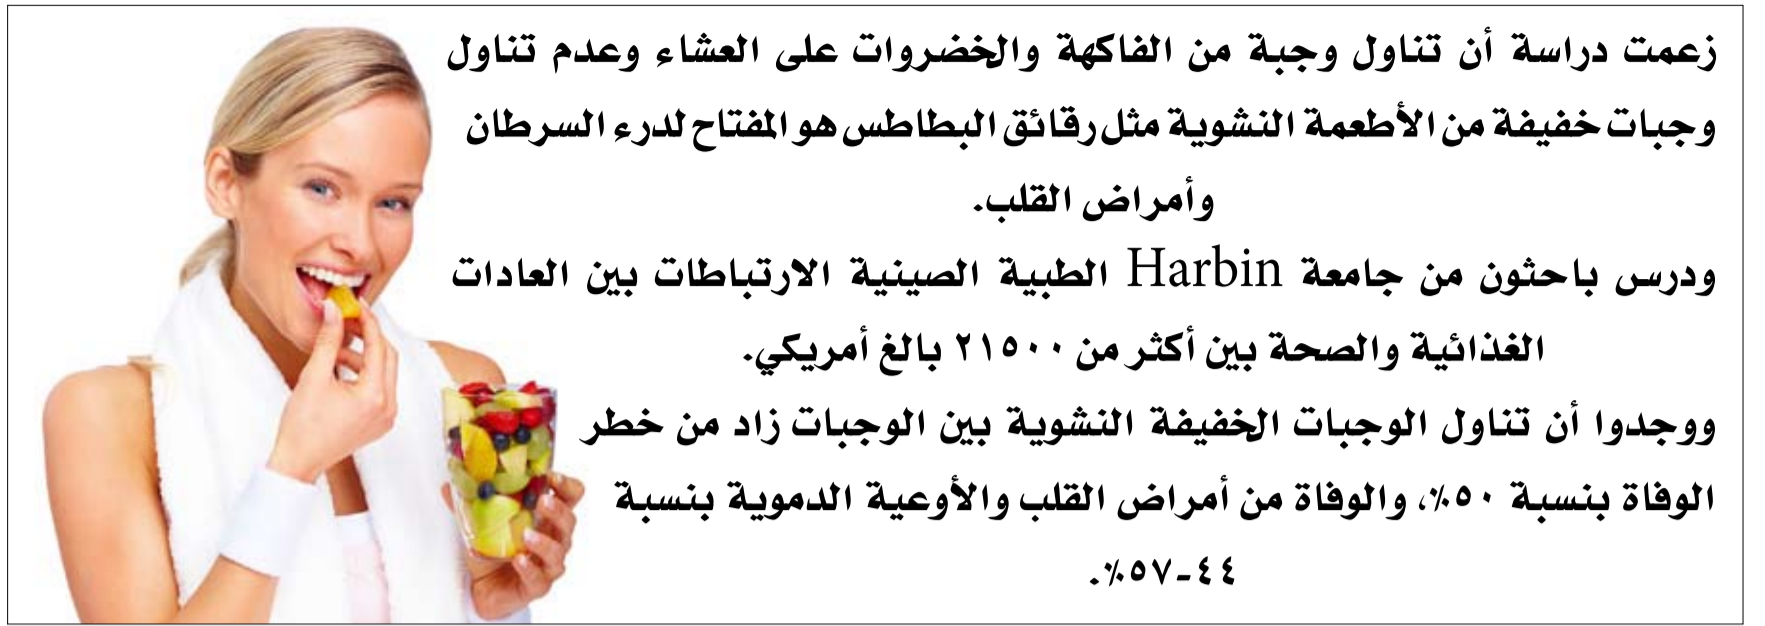 زعمت دراسة أن تناول وجبة من الفاكهة والخضروات على العشاء وعدم تناول
وجبات خفيفة من الأطعمة النشوية مثل رقائق البطاطس هو المفتاح لدرء السرطان
وأمراض القلب.
ودرس باحثون من جامعة Harbin الطبية الصينية الارتباطات بين العادات
الغذائية والصحة بين أكثر من ٢١٥٠٠ بالغ أمريكي.
ووجدوا أن تناول الوجبات الخفيفة النشوية بين الوجبات زاد من خطر
الوفاة بنسبة ٥٠٪، والوفاة من أمراض القلب والأوعية الدموية بنسبة
٤٤-٥٧٪.